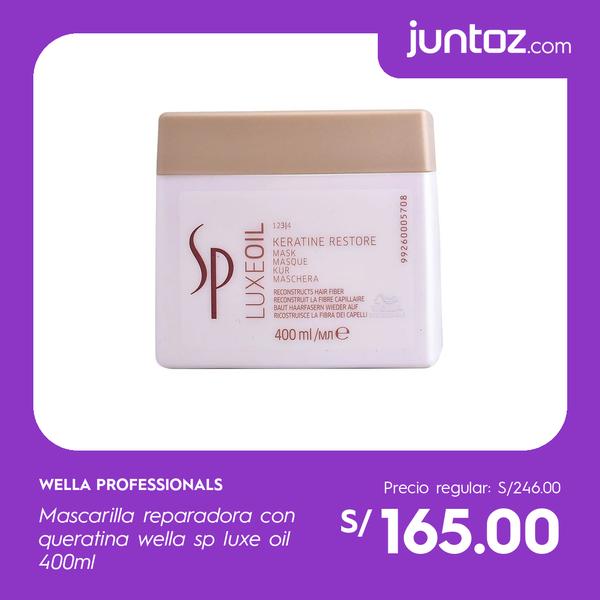 juntoz.com
SP
LUXEOIL
123|4
KERATINE RESTORE
MASK
MASQUE
KUR
MASCHERA
RECONSTRUCTS HAIR FIBER
RECONSTRUIT LA FIBRE CAPILLAIRE
BAUT HAARFASERN WIEDER AUF
RICOSTRUISCE LA FIBRA DEI CAPELLI
400 ml/мл e
99260005708
WELLA PROFESSIONALS
Mascarilla reparadora con
queratina wella sp luxe oil
400ml
Precio regular: S/246.00
S/165.00